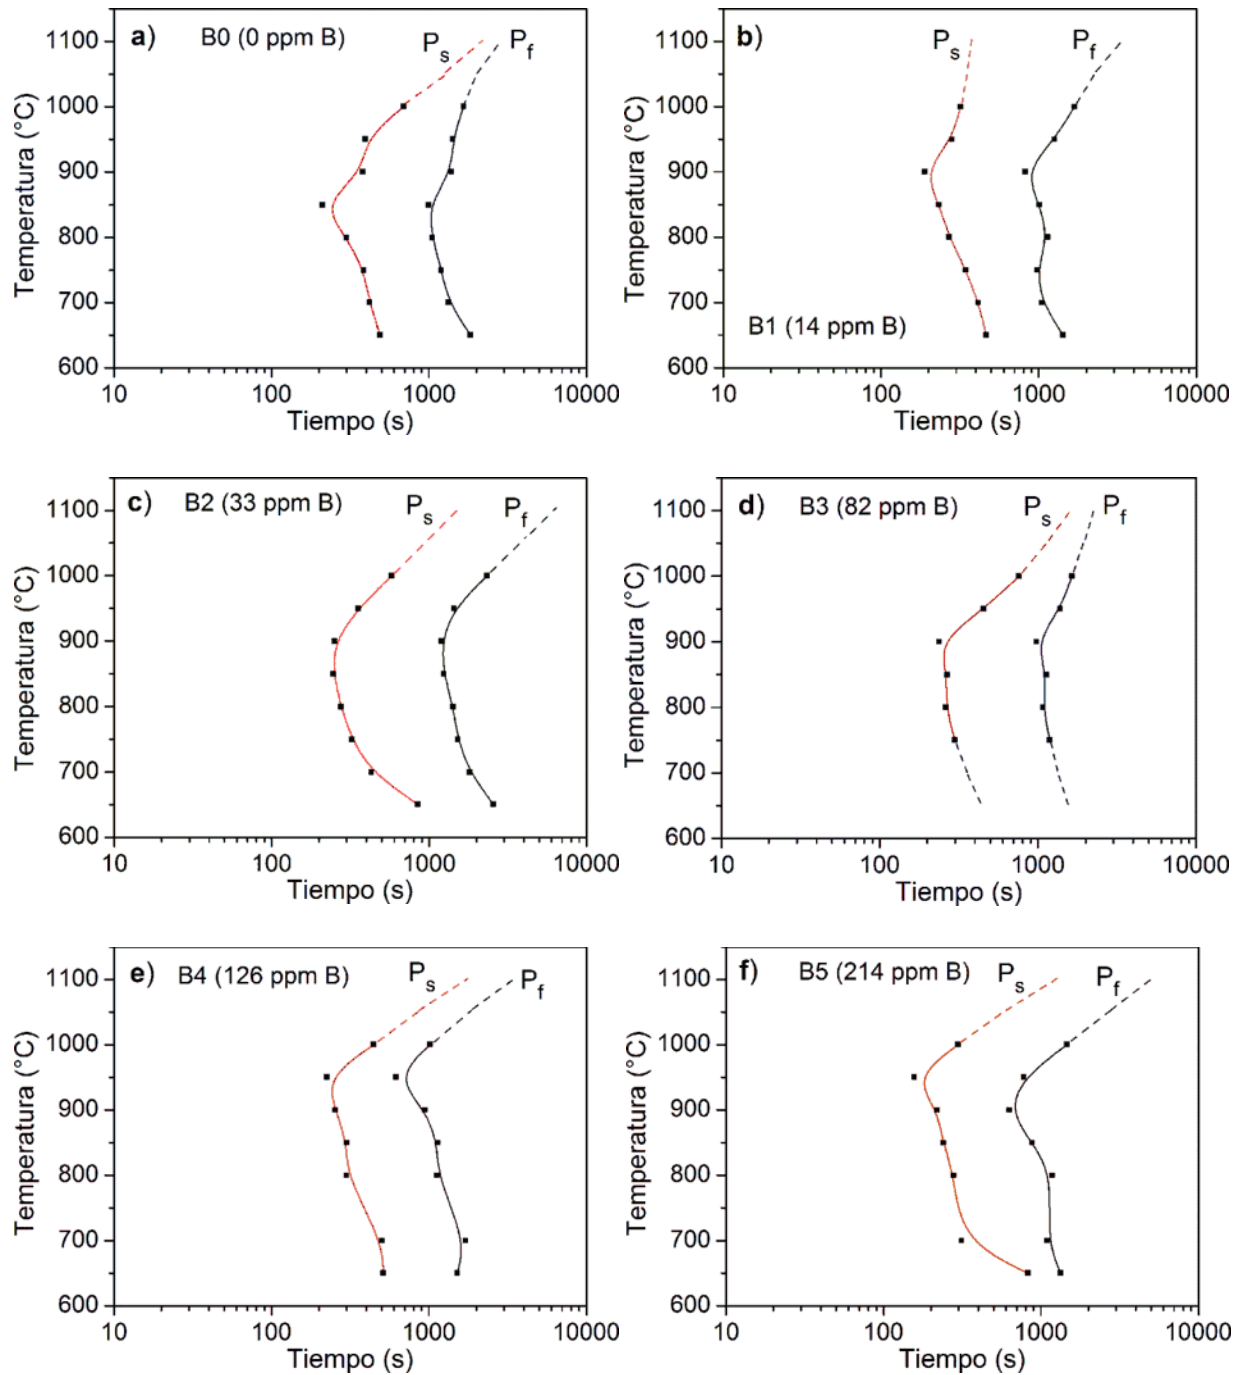 a) B0 (0 ppm B)
Ps
Pf
1100
1000
900
800
700
600
Temperatura (°C)
10 100 1000 10000
Tiempo (s)
b)
Ps
Pf
B1 (14 ppm B)
1100
1000
900
800
700
600
Temperatura (°C)
10 100 1000 10000
Tiempo (s)
c) B2 (33 ppm B)
Ps
Pf
1100
1000
900
800
700
600
Temperatura (°C)
10 100 1000 10000
Tiempo (s)
d) B3 (82 ppm B)
Ps
Pf
1100
1000
900
800
700
600
Temperatura (°C)
10 100 1000 10000
Tiempo (s)
e) B4 (126 ppm B)
Ps
Pf
1100
1000
900
800
700
600
Temperatura (°C)
10 100 1000 10000
Tiempo (s)
f) B5 (214 ppm B)
Ps
Pf
1100
1000
900
800
700
600
Temperatura (°C)
10 100 1000 10000
Tiempo (s)